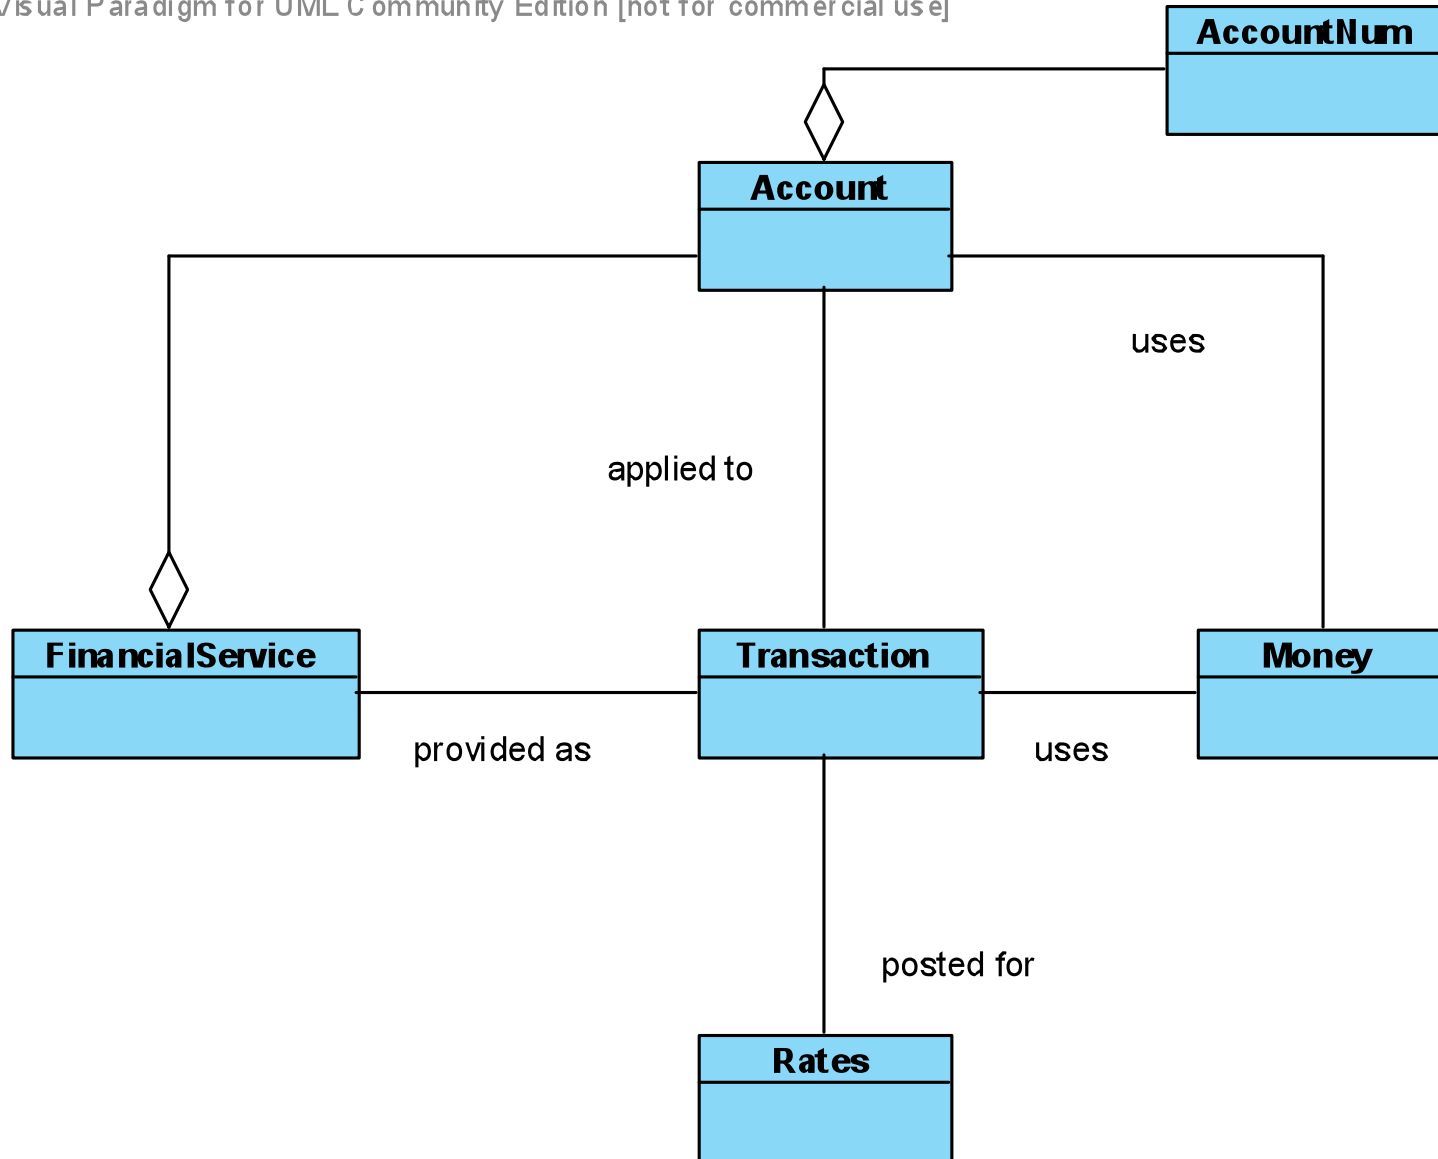 Visual Paradigm for UML Community Edition [not for commercial use]
AccountNum
Account
uses
applied to
FinancialService
Transaction
Money
provided as
uses
posted for
Rates